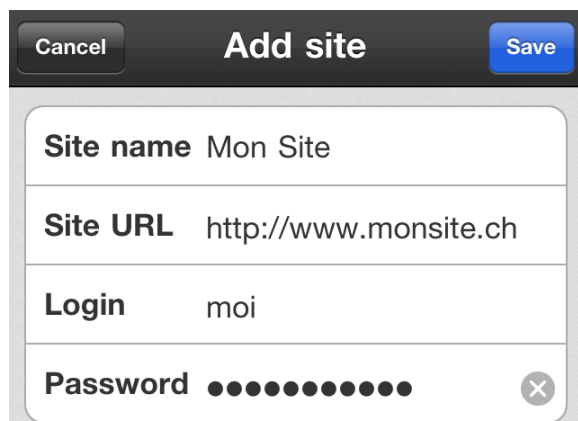 Cancel Add site Save
Site name Mon Site
Site URL http://www.monsite.ch
Login moi
Password •••••••••••